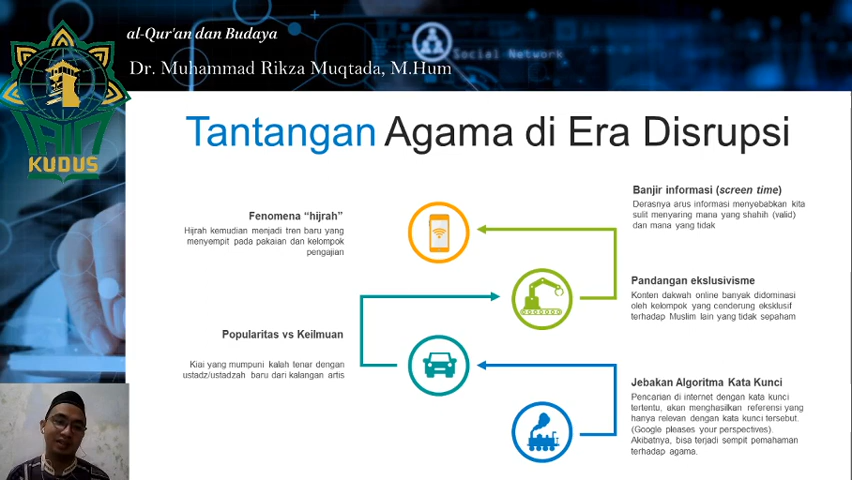 al-Qur'an dan Budaya
Social Network
Dr. Muhammad Rikza Muqtada, M.Hum
IAIN
KUDUS
Tantangan Agama di Era Disrupsi
Fenomena “hijrah”
Hijrah kemudian menjadi tren baru yang
menyempit pada pakaian dan kelompok
pengajian
Banjir informasi (screen time)
Derasnya arus informasi menyebabkan kita
sulit menyaring mana yang shahih (valid)
dan mana yang tidak
Pandangan ekslusivisme
Konten dakwah online banyak didominasi
oleh kelompok yang cenderung eksklusif
terhadap Muslim lain yang tidak sepaham
Popularitas vs Keilmuan
Kiai yang mumpuni kalah tenar dengan
ustadz/ustadzah baru dari kalangan artis
Jebakan Algoritma Kata Kunci
Pencarian di internet dengan kata kunci
tertentu, akan menghasilkan referensi yang
hanya relevan dengan kata kunci tersebut.
(Google pleases your perspectives).
Akibatnya, bisa terjadi sempit pemahaman
terhadap agama.